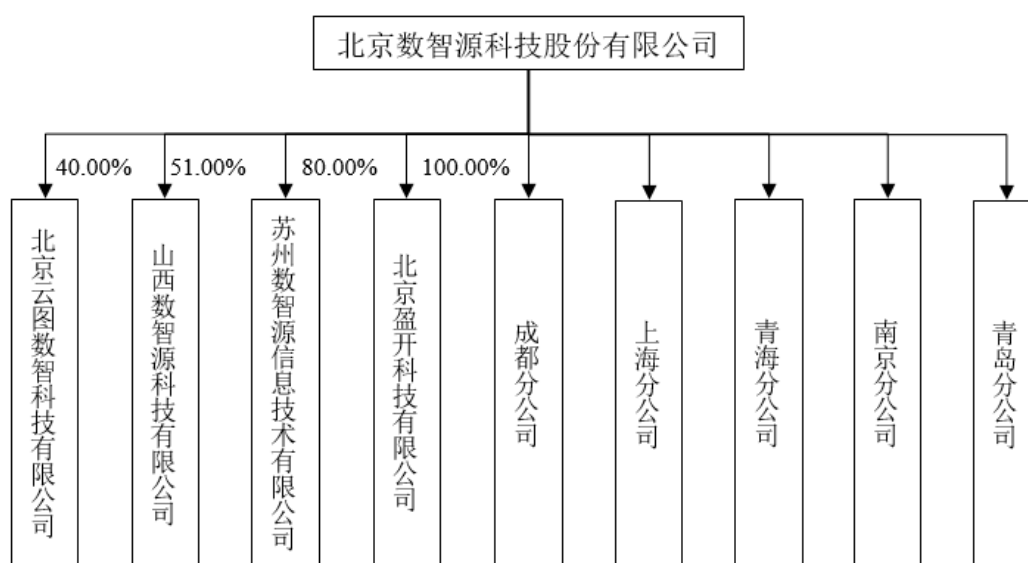 北京数智源科技股份有限公司
40.00%
51.00%
80.00%
100.00%
北京云图数智科技有限公司
山西数智源科技有限公司
苏州数智源信息技术有限公司
北京盈开科技有限公司
成都分公司
上海分公司
青海分公司
南京分公司
青岛分公司